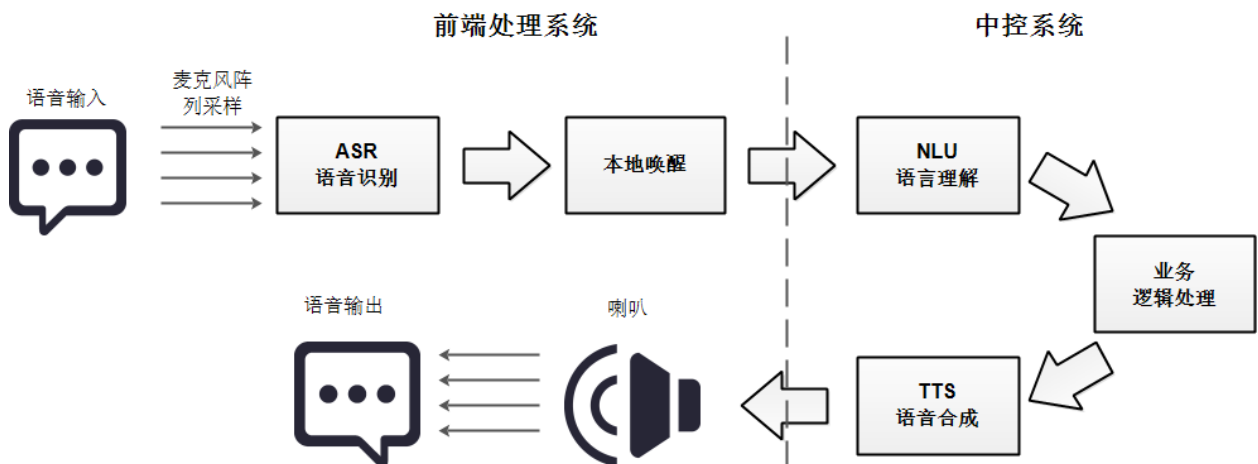 前端处理系统
中控系统
语音输入
麦克风阵
列采样
ASR
语音识别
本地唤醒
NLU
语言理解
业务
逻辑处理
语音输出
喇叭
TTS
语音合成